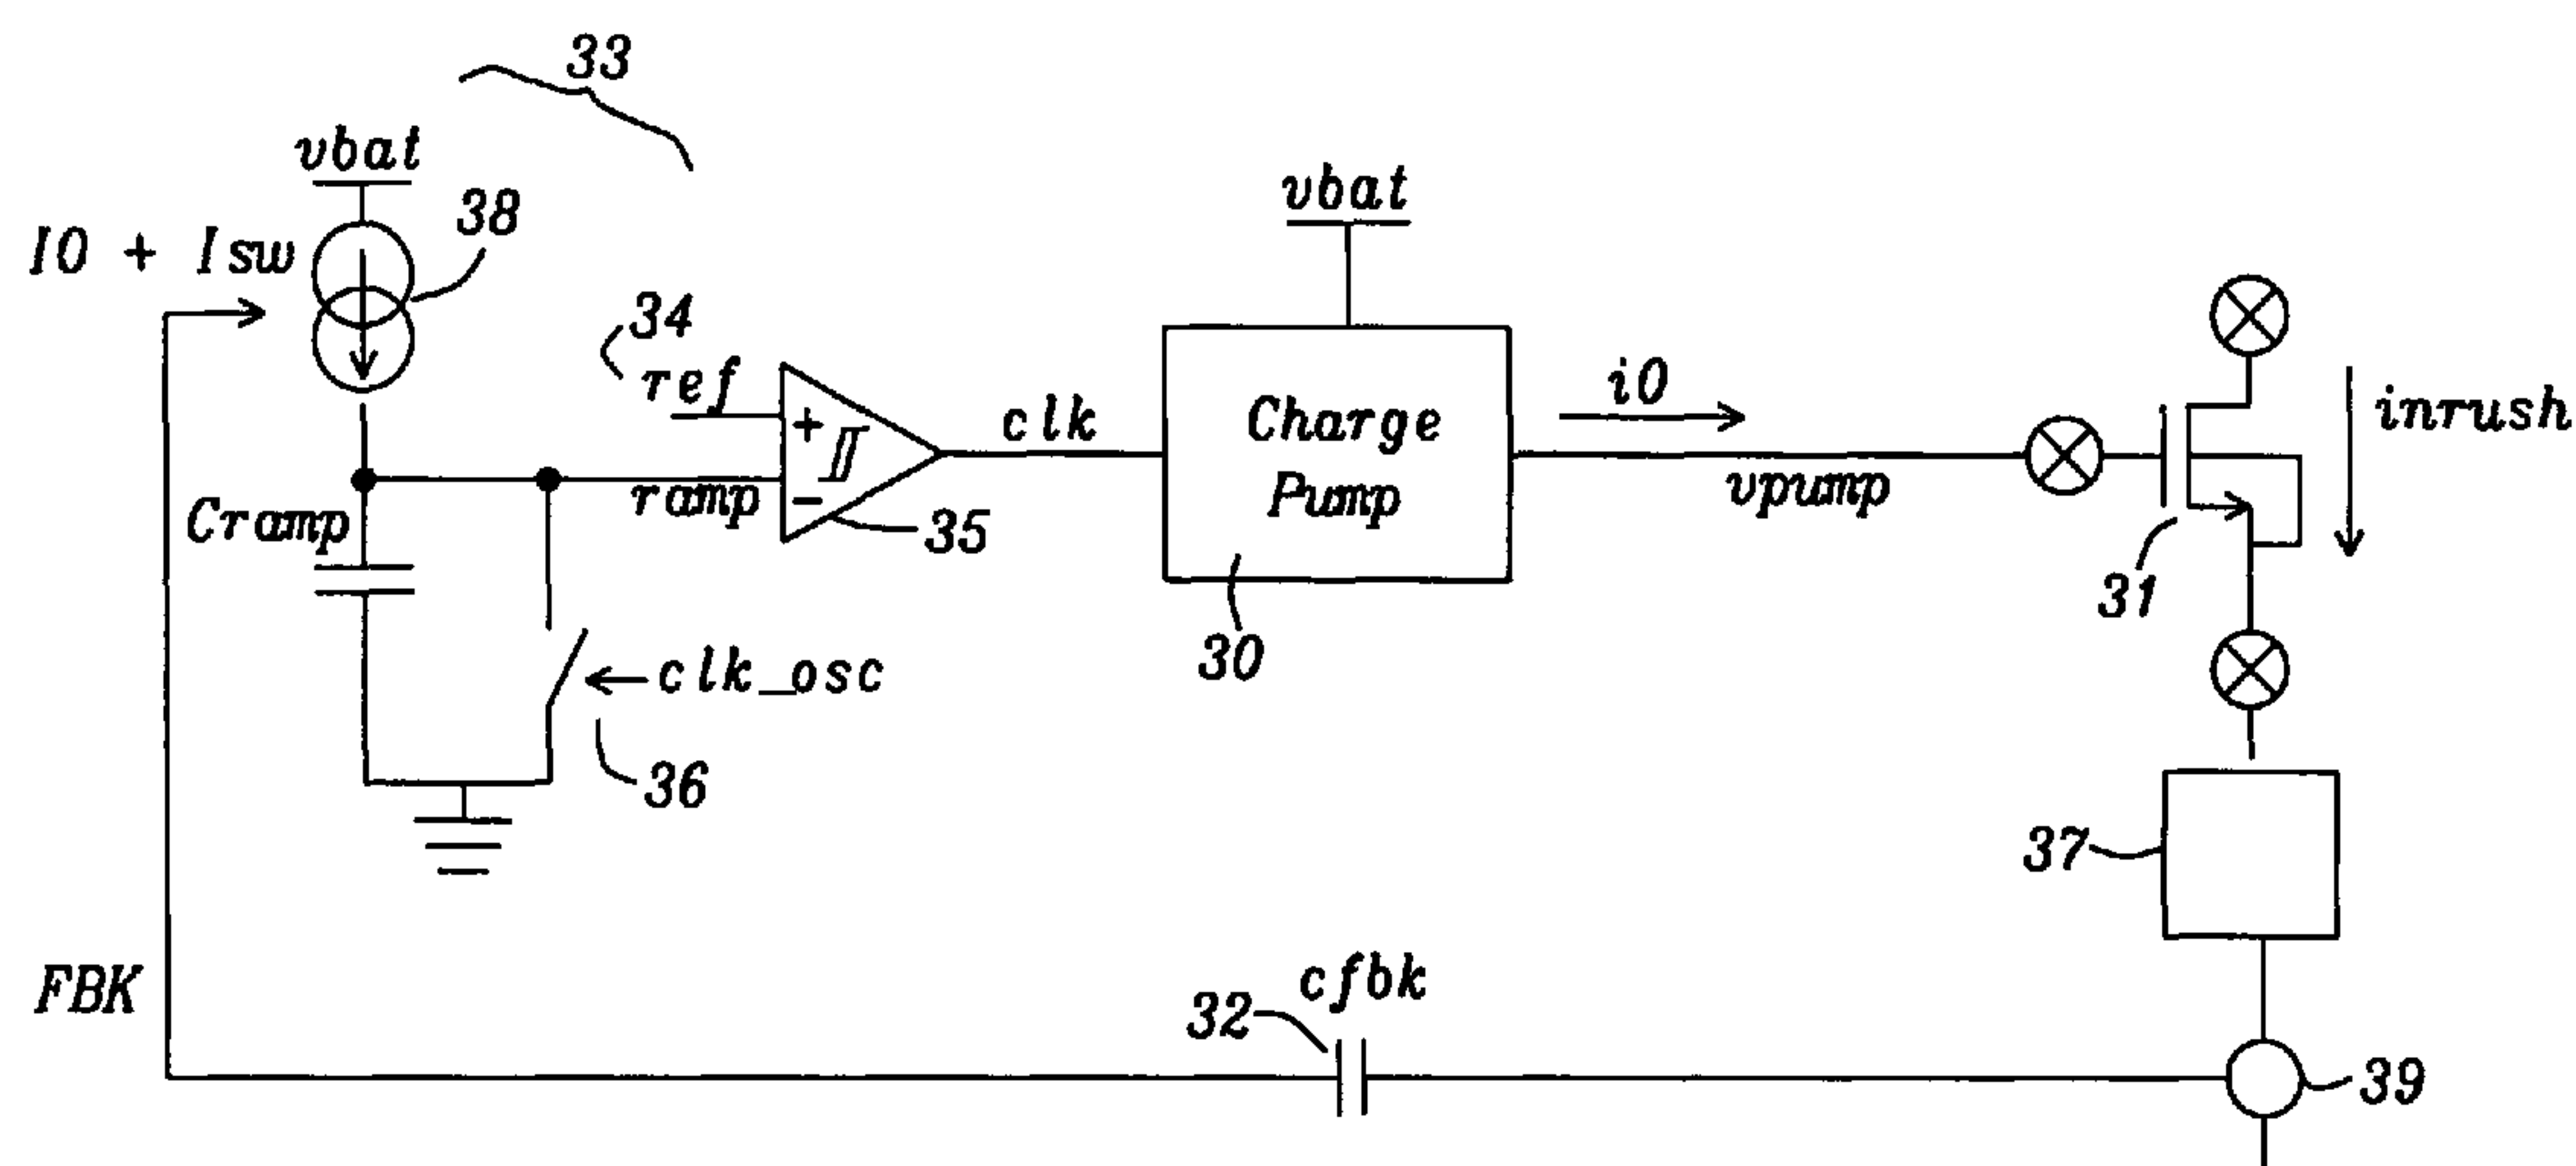 33
vbat
38
I0 + Isw
34
ref
+
ramp
-
35
clk
vbat
Charge
Pump
30
i0
vpump
inrush
31
Cramp
clk_osc
36
37
FBK
32
cfbk
39